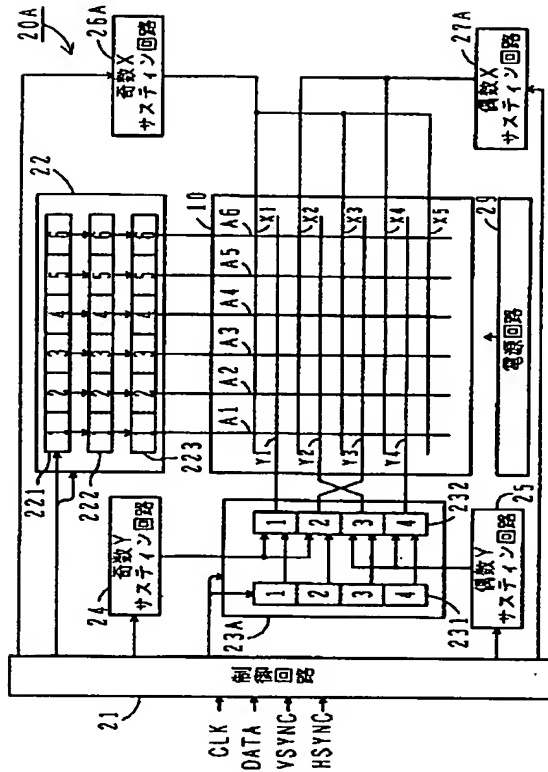 20A
26A
奇数X
サスティン回路
22
1 2 3 4 5 6
1 2 3 4 5 6
1 2 3 4 5 6
221
222
223
10
A1 A2 A3 A4 A5 A6
24
奇数Y
サスティン回路
Y1
Y2
Y3
Y4
X1
X2
X3
X4
X5
1
2
3
4
231
1
2
3
4
232
23A
偶数Y
サスティン回路
25
電源回路
29
偶数X
サスティン回路
27A
制御回路
21
CLK
DATA
VSYNC
HSYNC